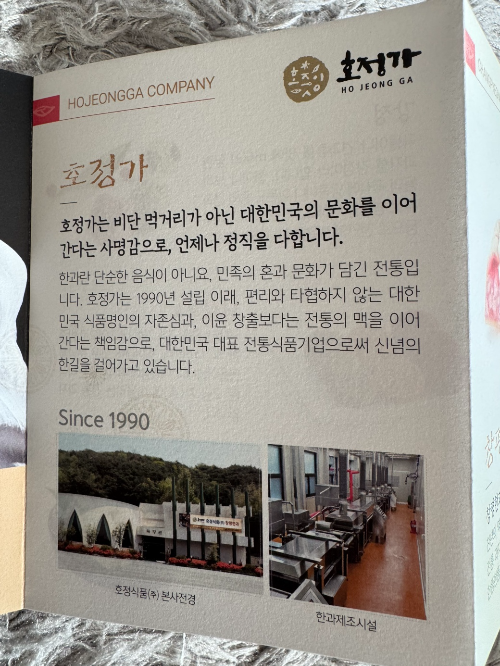 HOJEONGGA COMPANY
호정가
HO JEONG GA
호정가
호정가는 비단 먹거리가 아닌 대한민국의 문화를 이어
간다는 사명감으로, 언제나 정직을 다합니다.
한과란 단순한 음식이 아니요, 민족의 혼과 문화가 담긴 전통입
니다. 호정가는 1990년 설립 이래, 편리와 타협하지 않는 대한
민국 식품명인의 자존심과, 이윤 창출보다는 전통의 맥을 이어
간다는 책임감으로, 대한민국 대표 전통식품기업으로써 신념의
한길을 걸어가고 있습니다.
Since 1990
호정식품(주) 본사전경
한과제조시설